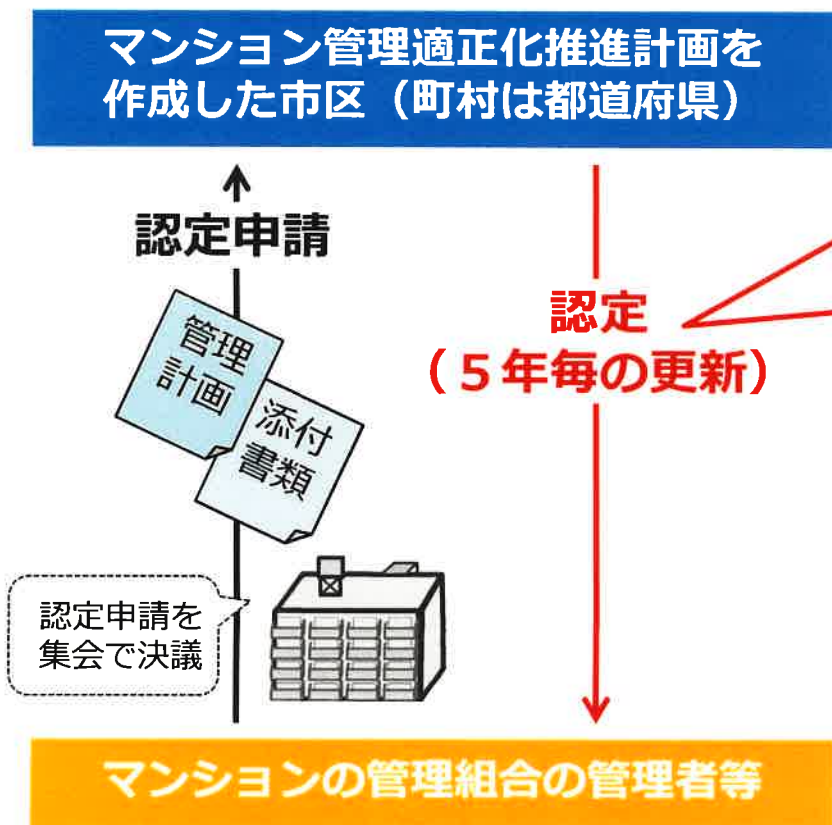 マンション管理適正化推進計画を
作成した市区（町村は都道府県）
認定申請
管理
計画
添付
書類
認定申請を
集会で決議
認定
（５年毎の更新）
マンションの管理組合の管理者等